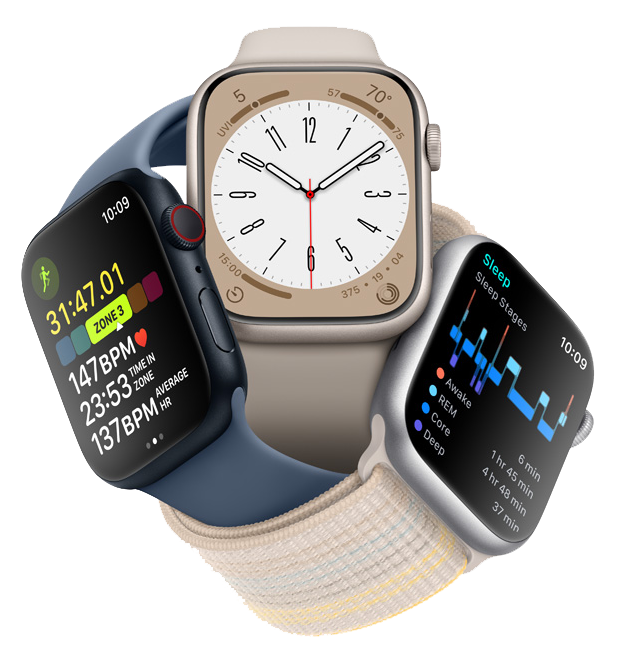 5
UVI
57
70°
75
12
1
2
3
4
5
6
7
8
9
10
11
15:00
375 • 19 • 04
10:09
31:47.01
ZONE 3
147BPM
23:53 TIME IN
ZONE
137BPM AVERAGE
HR
Sleep
Sleep Stages
10:09
Awake
REM
Core
Deep
6 min
1 hr 45 min
4 hr 48 min
37 min